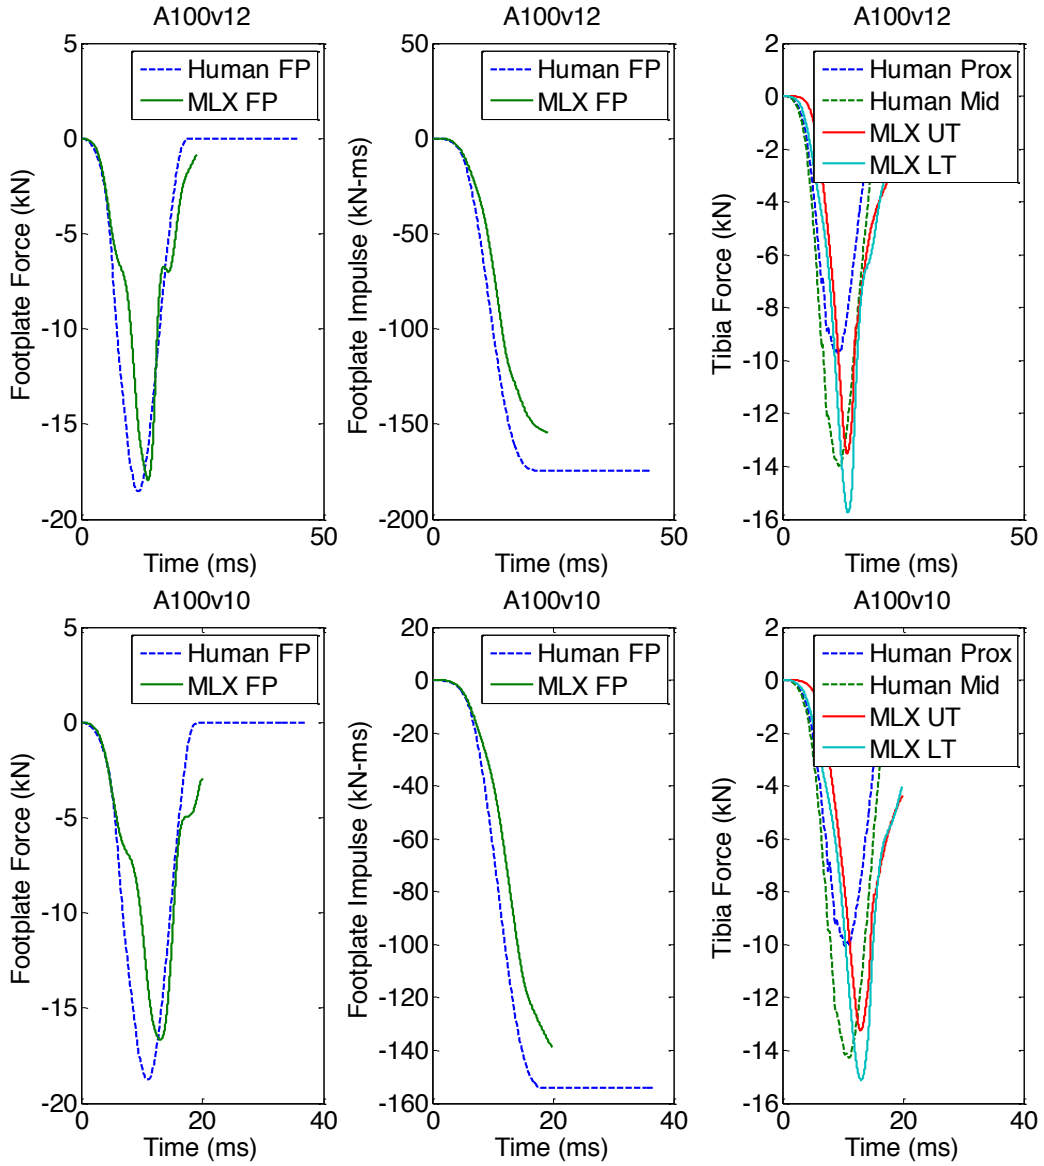 A100v12
Footplate Force (kN)
5
0
-5
-10
-15
-20
Human FP
MLX FP
0
50
Time (ms)
A100v12
Footplate Impulse (kN-ms)
50
0
-50
-100
-150
-200
Human FP
MLX FP
0
50
Time (ms)
A100v12
Tibia Force (kN)
2
0
-2
-4
-6
-8
-10
-12
-14
-16
Human Prox
Human Mid
MLX UT
MLX LT
0
50
Time (ms)
A100v10
Footplate Force (kN)
5
0
-5
-10
-15
-20
Human FP
MLX FP
0
20
40
Time (ms)
A100v10
Footplate Impulse (kN-ms)
20
0
-20
-40
-60
-80
-100
-120
-140
-160
Human FP
MLX FP
0
20
40
Time (ms)
A100v10
Tibia Force (kN)
2
0
-2
-4
-6
-8
-10
-12
-14
-16
Human Prox
Human Mid
MLX UT
MLX LT
0
20
40
Time (ms)